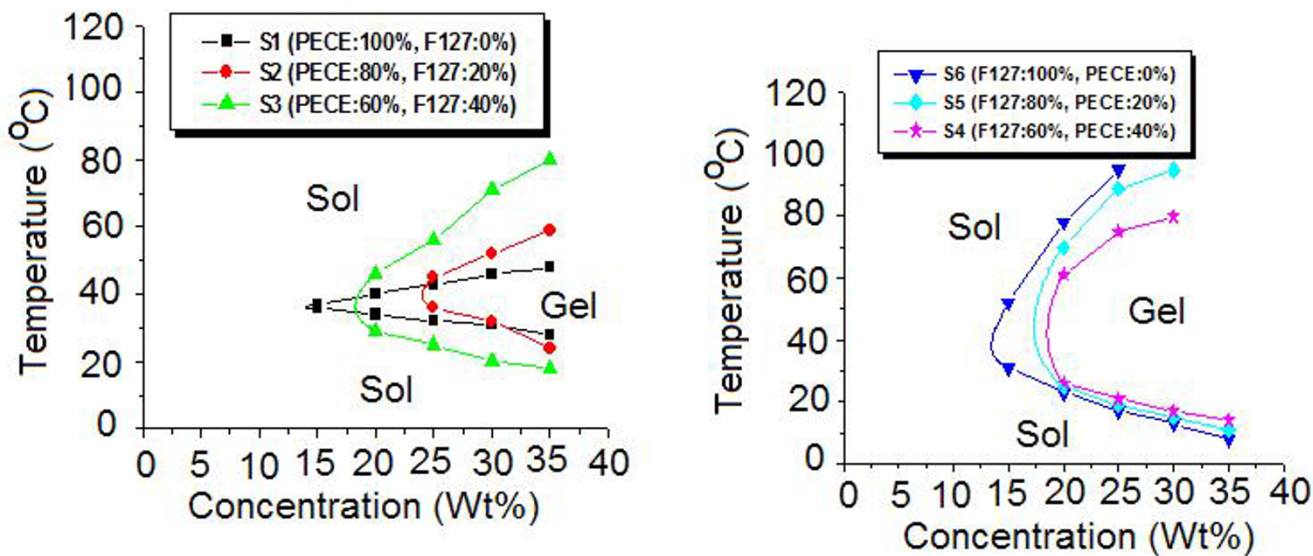 S1 (PECE:100%, F127:0%)
S2 (PECE:80%, F127:20%)
S3 (PECE:60%, F127:40%)
Temperature (°C)
120
100
80
60
40
20
0
Sol
Gel
Sol
0 5 10 15 20 25 30 35 40
Concentration (Wt%)
S6 (F127:100%, PECE:0%)
S5 (F127:80%, PECE:20%)
S4 (F127:60%, PECE:40%)
Temperature (°C)
120
100
80
60
40
20
0
Sol
Gel
Sol
0 5 10 15 20 25 30 35 40
Concentration (Wt%)